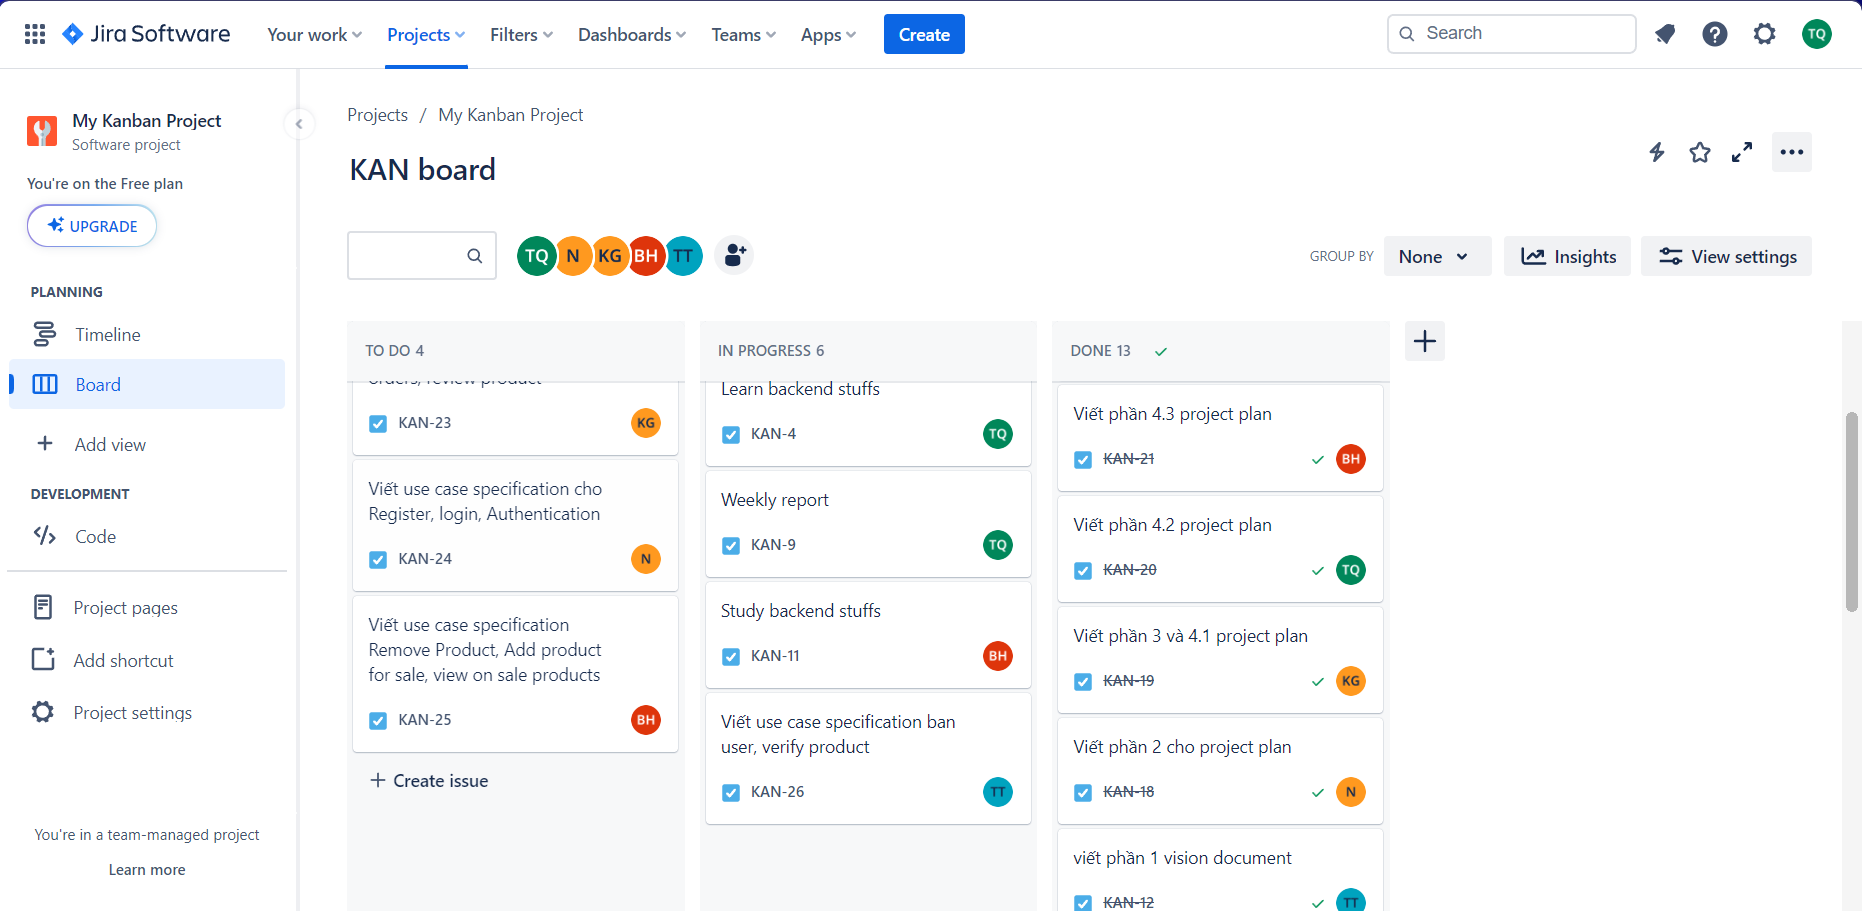 Jira Software
Your work
Projects
Filters
Dashboards
Teams
Apps
Create
Search
TQ
My Kanban Project
Software project
You're on the Free plan
UPGRADE
PLANNING
Timeline
Board
Add view
DEVELOPMENT
Code
Project pages
Add shortcut
Project settings
You're in a team-managed project
Learn more
Projects / My Kanban Project
KAN board
TQ N KG BH TT
GROUP BY
None
Insights
View settings
TO DO 4
orders, review product
KAN-23
KG
Viết use case specification cho
Register, login, Authentication
KAN-24
N
Viết use case specification
Remove Product, Add product
for sale, view on sale products
KAN-25
BH
Create issue
IN PROGRESS 6
Learn backend stuffs
KAN-4
TQ
Weekly report
KAN-9
TQ
Study backend stuffs
KAN-11
BH
Viết use case specification ban
user, verify product
KAN-26
TT
DONE 13
Viết phần 4.3 project plan
KAN-21
BH
Viết phần 4.2 project plan
KAN-20
TQ
Viết phần 3 và 4.1 project plan
KAN-19
KG
Viết phần 2 cho project plan
KAN-18
N
viết phần 1 vision document
KAN-12
TT